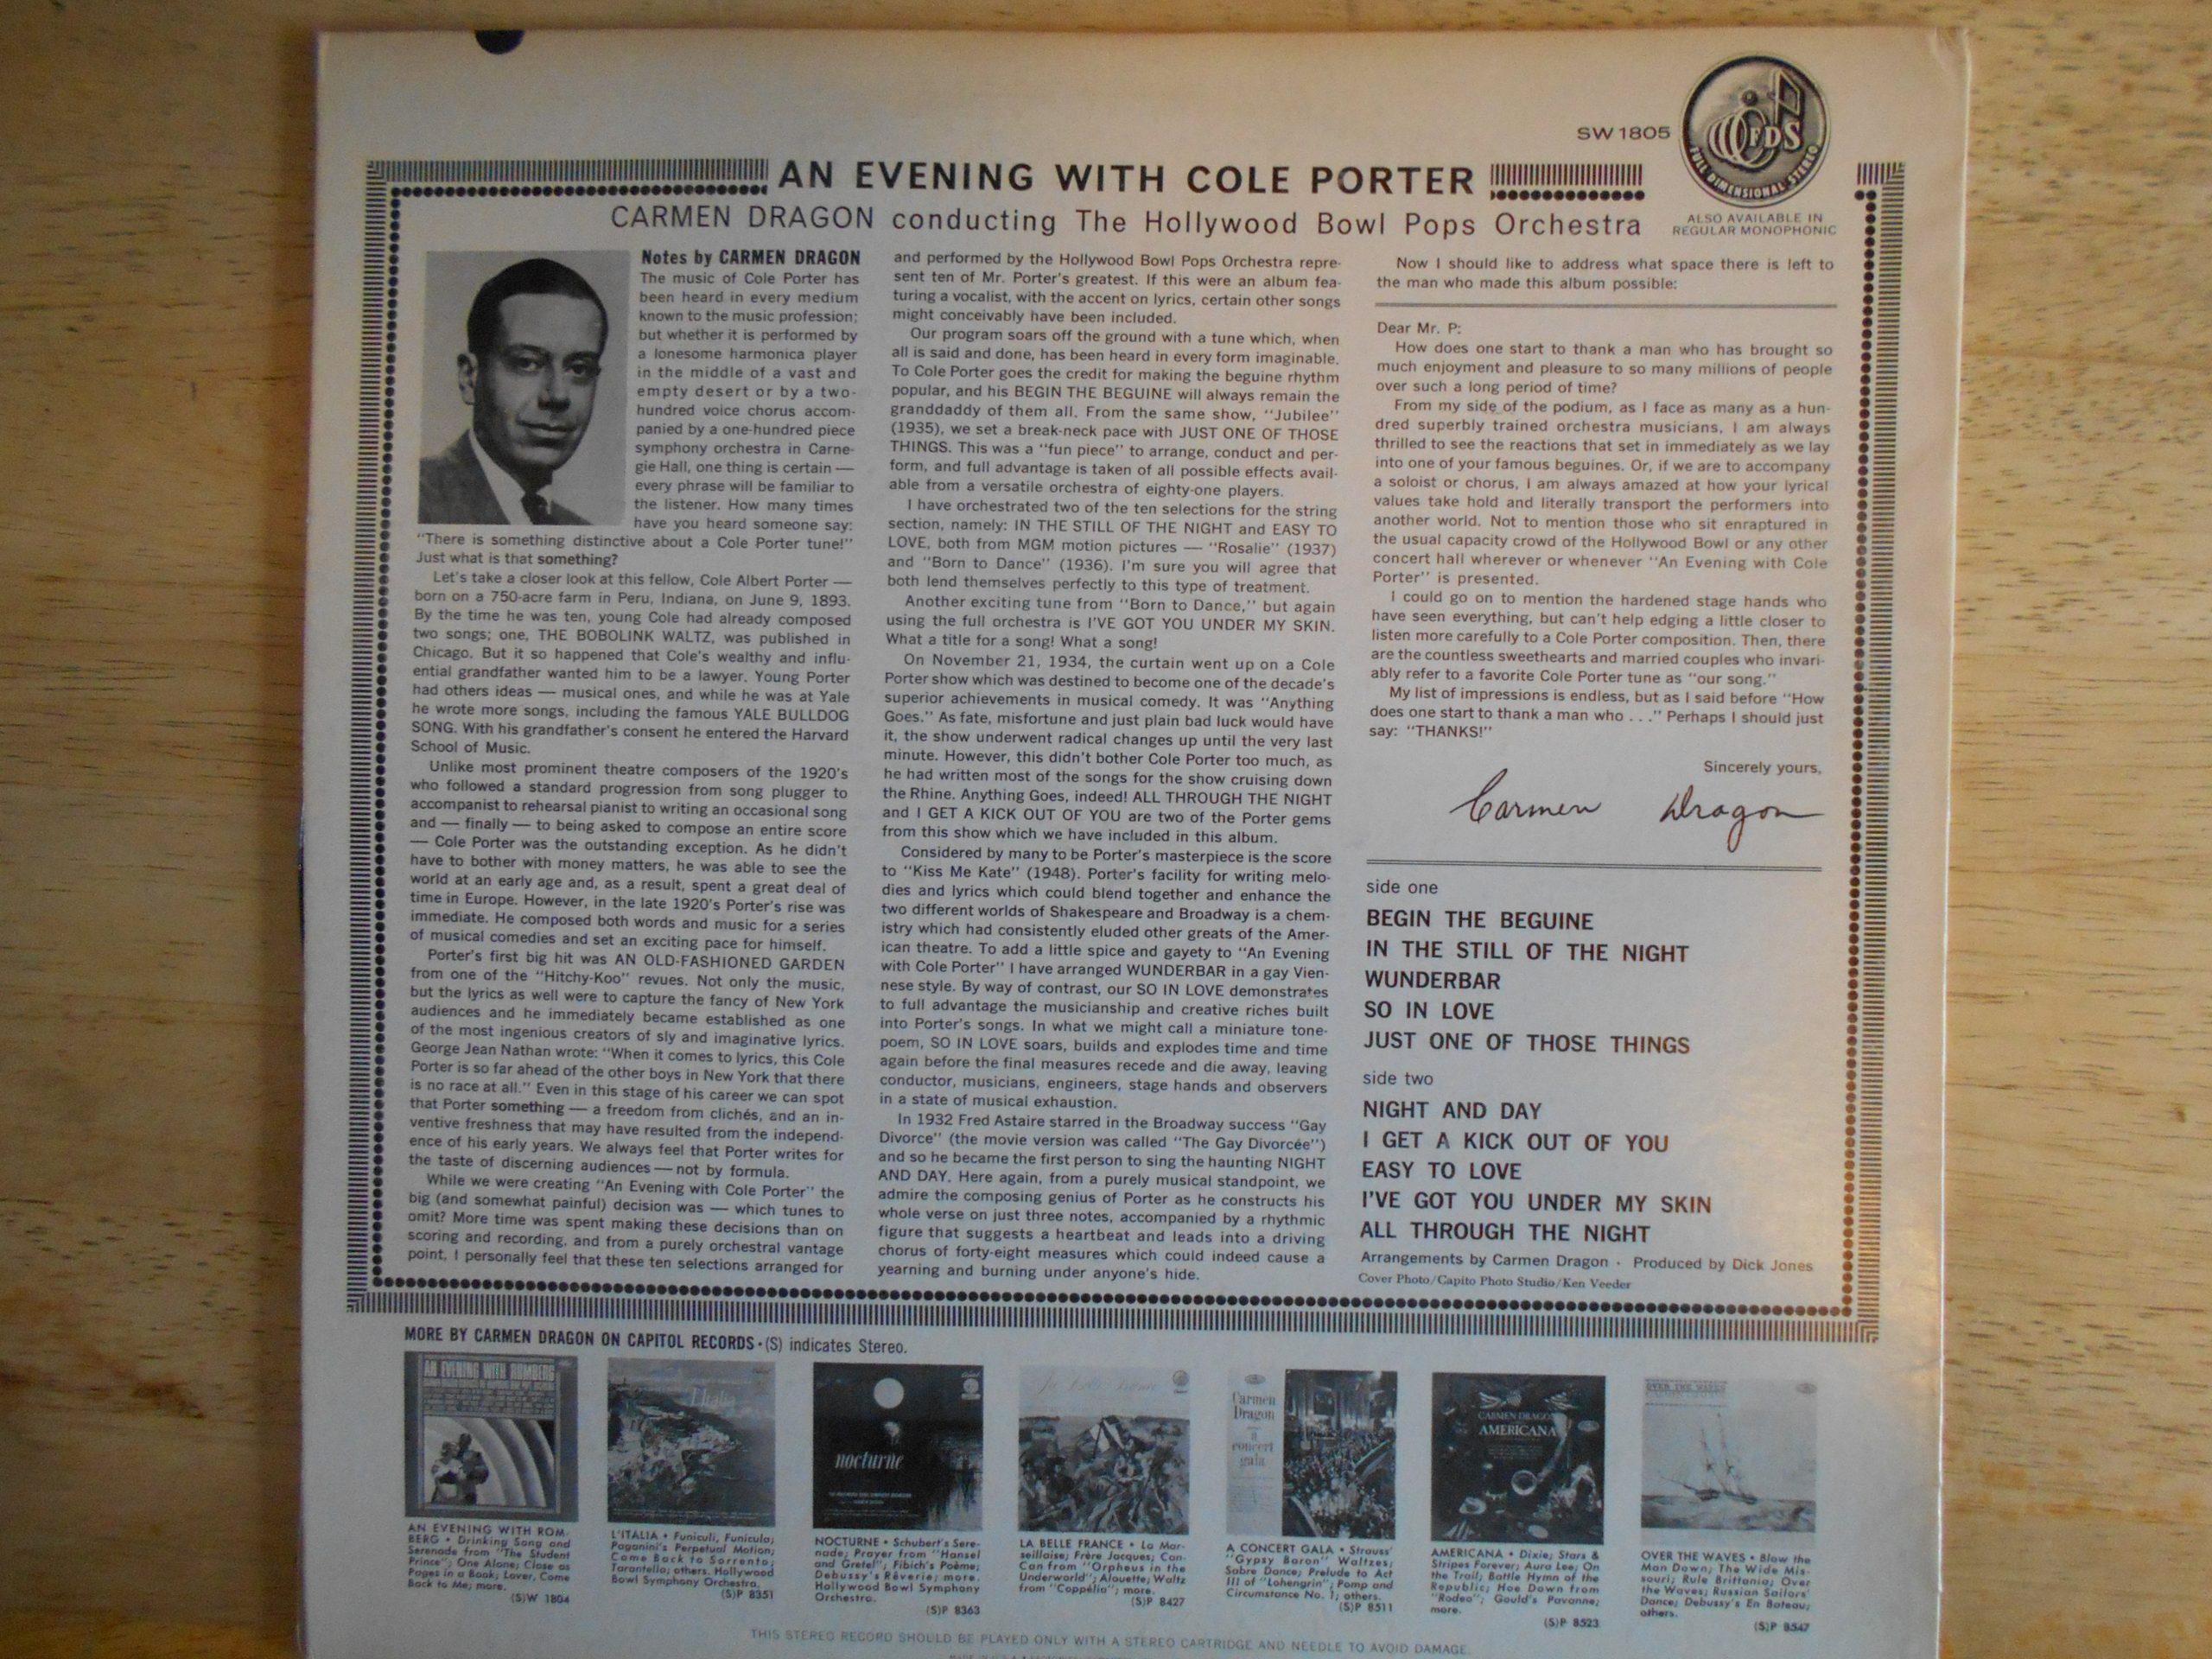 SW 1805
FDS
FULL DIMENSIONAL STEREO
ALSO AVAILABLE IN
REGULAR MONOPHONIC
AN EVENING WITH COLE PORTER
CARMEN DRAGON conducting The Hollywood Bowl Pops Orchestra
Notes by CARMEN DRAGON
The music of Cole Porter has
been heard in every medium
known to the music profession;
but whether it is performed by
a lonesome harmonica player
in the middle of a vast and
empty desert or by a two-
hundred voice chorus accom-
panied by a one-hundred piece
symphony orchestra in Carne-
gie Hall, one thing is certain —
every phrase will be familiar to
the listener. How many times
have you heard someone say:
"There is something distinctive about a Cole Porter tune!"
Just what is that something?
Let's take a closer look at this fellow, Cole Albert Porter —
born on a 750-acre farm in Peru, Indiana, on June 9, 1893.
By the time he was ten, young Cole had already composed
two songs; one, THE BOBOLINK WALTZ, was published in
Chicago. But it so happened that Cole's wealthy and influ-
ential grandfather wanted him to be a lawyer. Young Porter
had others ideas — musical ones, and while he was at Yale
he wrote more songs, including the famous YALE BULLDOG
SONG. With his grandfather's consent he entered the Harvard
School of Music.
Unlike most prominent theatre composers of the 1920's
who followed a standard progression from song plugger to
accompanist to rehearsal pianist to writing an occasional song
and — finally — to being asked to compose an entire score
— Cole Porter was the outstanding exception. As he didn't
have to bother with money matters, he was able to see the
world at an early age and, as a result, spent a great deal of
time in Europe. However, in the late 1920's Porter's rise was
immediate. He composed both words and music for a series
of musical comedies and set an exciting pace for himself.
Porter's first big hit was AN OLD-FASHIONED GARDEN
from one of the "Hitchy-Koo" revues. Not only the music,
but the lyrics as well were to capture the fancy of New York
audiences and he immediately became established as one
of the most ingenious creators of sly and imaginative lyrics.
George Jean Nathan wrote: "When it comes to lyrics, this Cole
Porter is so far ahead of the other boys in New York that there
is no race at all." Even in this stage of his career we can spot
that Porter something — a freedom from clichés, and an in-
ventive freshness that may have resulted from the independ-
ence of his early years. We always feel that Porter writes for
the taste of discerning audiences — not by formula.
While we were creating "An Evening with Cole Porter" the
big (and somewhat painful) decision was — which tunes to
omit? More time was spent making these decisions than on
scoring and recording, and from a purely orchestral vantage
point, I personally feel that these ten selections arranged for
and performed by the Hollywood Bowl Pops Orchestra repre-
sent ten of Mr. Porter's greatest. If this were an album fea-
turing a vocalist, with the accent on lyrics, certain other songs
might conceivably have been included.
Our program soars off the ground with a tune which, when
all is said and done, has been heard in every form imaginable.
To Cole Porter goes the credit for making the beguine rhythm
popular, and his BEGIN THE BEGUINE will always remain the
granddaddy of them all. From the same show, "Jubilee"
(1935), we set a break-neck pace with JUST ONE OF THOSE
THINGS. This was a "fun piece" to arrange, conduct and per-
form, and full advantage is taken of all possible effects avail-
able from a versatile orchestra of eighty-one players.
I have orchestrated two of the ten selections for the string
section, namely: IN THE STILL OF THE NIGHT and EASY TO
LOVE, both from MGM motion pictures — "Rosalie" (1937)
and "Born to Dance" (1936). I'm sure you will agree that
both lend themselves perfectly to this type of treatment.
Another exciting tune from "Born to Dance," but again
using the full orchestra is I'VE GOT YOU UNDER MY SKIN.
What a title for a song! What a song!
On November 21, 1934, the curtain went up on a Cole
Porter show which was destined to become one of the decade's
superior achievements in musical comedy. It was "Anything
Goes." As fate, misfortune and just plain bad luck would have
it, the show underwent radical changes up until the very last
minute. However, this didn't bother Cole Porter too much, as
he had written most of the songs for the show cruising down
the Rhine. Anything Goes, indeed! ALL THROUGH THE NIGHT
and I GET A KICK OUT OF YOU are two of the Porter gems
from this show which we have included in this album.
Considered by many to be Porter's masterpiece is the score
to "Kiss Me Kate" (1948). Porter's facility for writing melo-
dies and lyrics which could blend together and enhance the
two different worlds of Shakespeare and Broadway is a chem-
istry which had consistently eluded other greats of the Amer-
ican theatre. To add a little spice and gayety to "An Evening
with Cole Porter" I have arranged WUNDERBAR in a gay Vien-
nese style. By way of contrast, our SO IN LOVE demonstrates
to full advantage the musicianship and creative riches built
into Porter's songs. In what we might call a miniature tone-
poem, SO IN LOVE soars, builds and explodes time and time
again before the final measures recede and die away, leaving
conductor, musicians, engineers, stage hands and observers
in a state of musical exhaustion.
In 1932 Fred Astaire starred in the Broadway success "Gay
Divorce" (the movie version was called "The Gay Divorcée")
and so he became the first person to sing the haunting NIGHT
AND DAY. Here again, from a purely musical standpoint, we
admire the composing genius of Porter as he constructs his
whole verse on just three notes, accompanied by a rhythmic
figure that suggests a heartbeat and leads into a driving
chorus of forty-eight measures which could indeed cause a
yearning and burning under anyone's hide.
Now I should like to address what space there is left to
the man who made this album possible:
Dear Mr. P:
How does one start to thank a man who has brought so
much enjoyment and pleasure to so many millions of people
over such a long period of time?
From my side of the podium, as I face as many as a hun-
dred superbly trained orchestra musicians, I am always
thrilled to see the reactions that set in immediately as we lay
into one of your famous beguines. Or, if we are to accompany
a soloist or chorus, I am always amazed at how your lyrical
values take hold and literally transport the performers into
another world. Not to mention those who sit enraptured in
the usual capacity crowd of the Hollywood Bowl or any other
concert hall wherever or whenever "An Evening with Cole
Porter" is presented.
I could go on to mention the hardened stage hands who
have seen everything, but can't help edging a little closer to
listen more carefully to a Cole Porter composition. Then, there
are the countless sweethearts and married couples who invari-
ably refer to a favorite Cole Porter tune as "our song."
My list of impressions is endless, but as I said before "How
does one start to thank a man who . . ." Perhaps I should just
say: "THANKS!"
Sincerely yours,
Carmen Dragon
side one
BEGIN THE BEGUINE
IN THE STILL OF THE NIGHT
WUNDERBAR
SO IN LOVE
JUST ONE OF THOSE THINGS
side two
NIGHT AND DAY
I GET A KICK OUT OF YOU
EASY TO LOVE
I'VE GOT YOU UNDER MY SKIN
ALL THROUGH THE NIGHT
Arrangements by Carmen Dragon · Produced by Dick Jones
Cover Photo/Capito Photo Studio/Ken Veeder
MORE BY CARMEN DRAGON ON CAPITOL RECORDS • (S) indicates Stereo.
AN EVENING WITH ROMBERG
L'Italia
nocturne
La Belle France
Carmen
Dragon
a
concert
gala
CARMEN DRAGON
AMERICANA
OVER THE WAVES
AN EVENING WITH ROM-
BERG • Drinking Song and
Serenade from "The Student
Prince"; One Alone; Close as
Pages in a Book; Lover, Come
Back to Me; more.
(S)W 1804
L'ITALIA • Funiculi, Funicula;
Paganini's Perpetual Motion;
Come Back to Sorrento;
Tarantella; others. Hollywood
Bowl Symphony Orchestra.
(S)P 8351
NOCTURNE • Schubert's Sere-
nade; Prayer from "Hansel
and Gretel"; Fibich's Poème;
Debussy's Rêverie; more.
Hollywood Bowl Symphony
Orchestra.
(S)P 8363
LA BELLE FRANCE • La Mar-
seillaise; Frère Jacques; Can-
Can from "Orpheus in the
Underworld"; Alouette; Waltz
from "Coppélia"; more.
(S)P 8427
A CONCERT GALA • Strauss'
"Gypsy Baron" Waltzes;
Sabre Dance; Prelude to Act
III of "Lohengrin"; Pomp and
Circumstance No. 1; others.
(S)P 8511
AMERICANA • Dixie; Stars &
Stripes Forever; Aura Lee; On
the Trail; Battle Hymn of the
Republic; Hoe Down from
"Rodeo"; Gould's Pavanne;
more.
(S)P 8523
OVER THE WAVES • Blow the
Man Down; The Wide Mis-
souri; Rule Brittania; Over
the Waves; Russian Sailors'
Dance; Debussy's En Bateau;
others.
(S)P 8547
THIS STEREO RECORD SHOULD BE PLAYED ONLY WITH A STEREO CARTRIDGE AND NEEDLE TO AVOID DAMAGE.